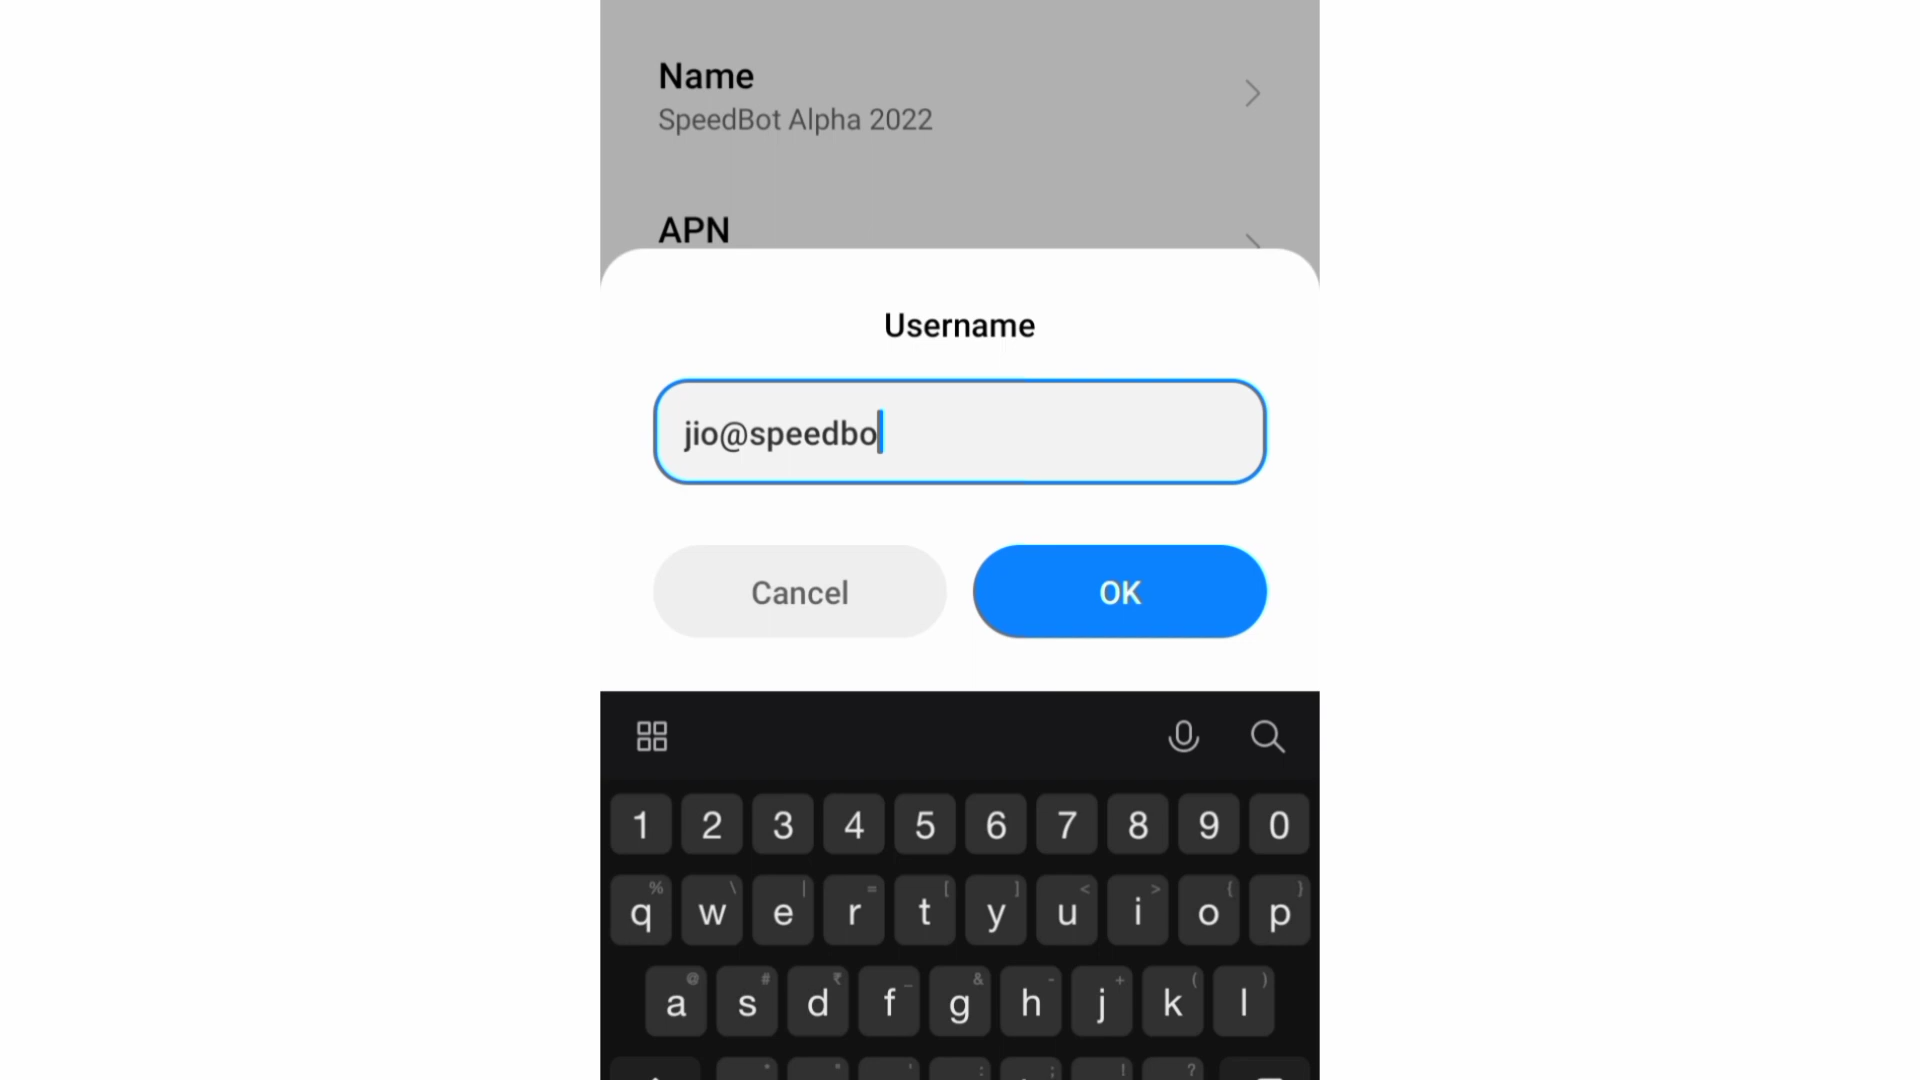 Name
SpeedBot Alpha 2022
APN
Username
jio@speedbo
Cancel
OK
1 2 3 4 5 6 7 8 9 0
% \ | = [ ] < > { }
q w e r t y u i o p
@ # ₹ _ & - + ( )
a s d f g h j k l
* " ' : ; ! ?